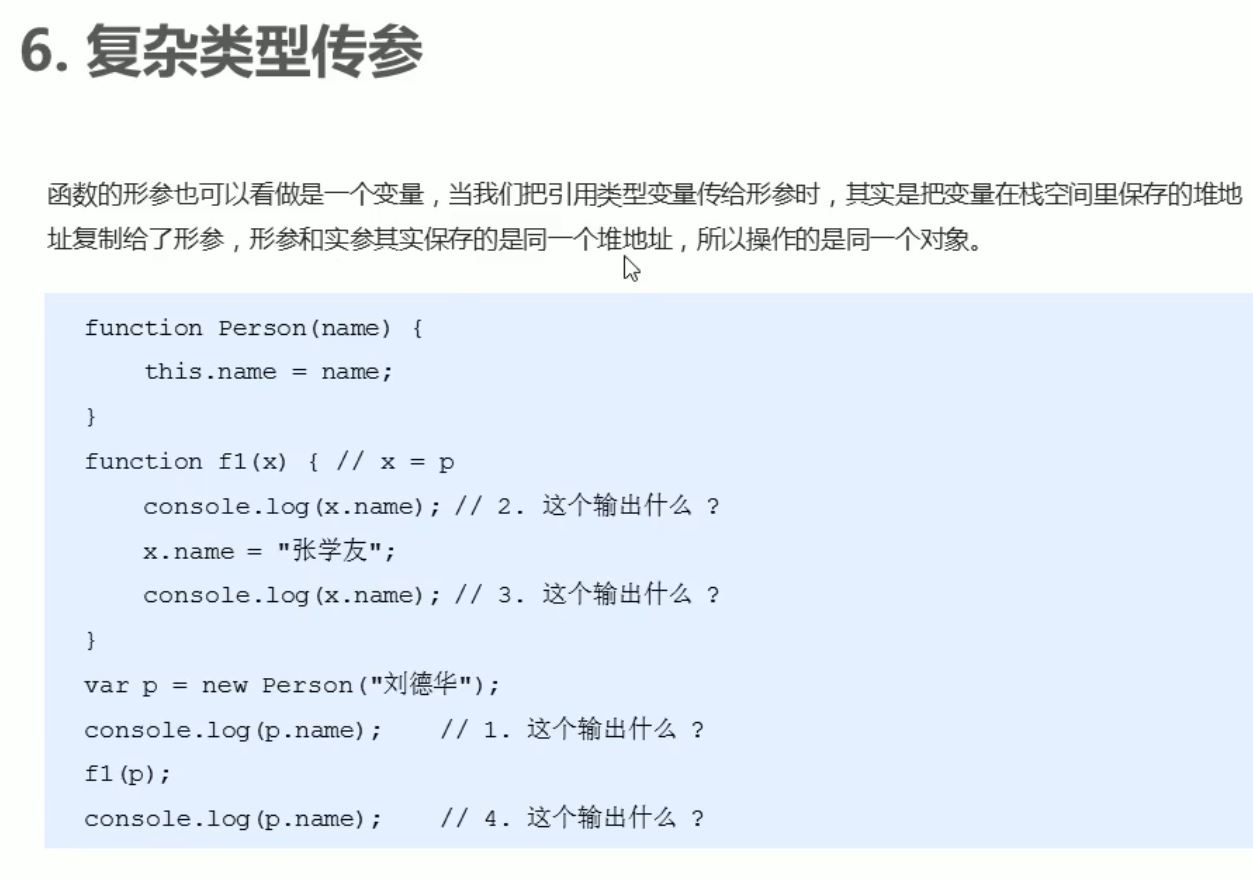 6. 复杂类型传参
函数的形参也可以看做是一个变量，当我们把引用类型变量传给形参时，其实是把变量在栈空间里保存的堆地
址复制给了形参，形参和实参其实保存的是同一个堆地址，所以操作的是同一个对象。
function Person(name) {
    this.name = name;
}
function f1(x) { // x = p
    console.log(x.name); // 2. 这个输出什么 ?
    x.name = "张学友";
    console.log(x.name); // 3. 这个输出什么 ?
}
var p = new Person("刘德华");
console.log(p.name);    // 1. 这个输出什么 ?
f1(p);
console.log(p.name);    // 4. 这个输出什么 ?